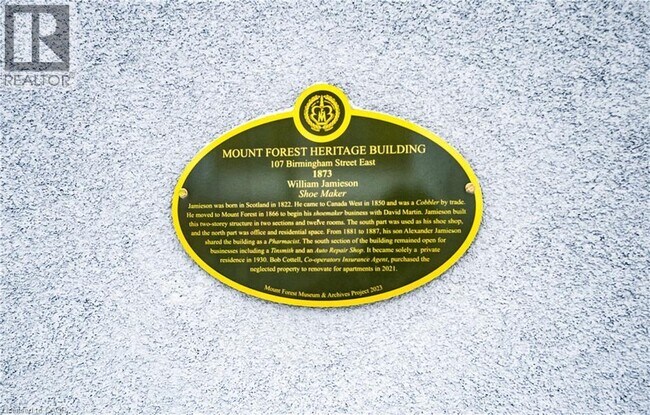 REALTOR
M
MOUNT FOREST HERITAGE BUILDING
107 Birmingham Street East
1873
William Jamieson
Shoe Maker
Jamieson was born in Scotland in 1822. He came to Canada West in 1850 and was a Cobbler by trade.
He moved to Mount Forest in 1866 to begin his shoemaker business with David Martin. Jamieson built
this two-storey structure in two sections and twelve rooms. The south part was used as his shoe shop,
and the north part was office and residential space. From 1881 to 1887, his son Alexander Jamieson
shared the building as a Pharmacist. The south section of the building remained open for
businesses including a Tinsmith and an Auto Repair Shop. It became solely a private
residence in 1930. Bob Cottell, Co-operators Insurance Agent, purchased the
neglected property to renovate for apartments in 2021.
Mount Forest Museum & Archives Project 2023